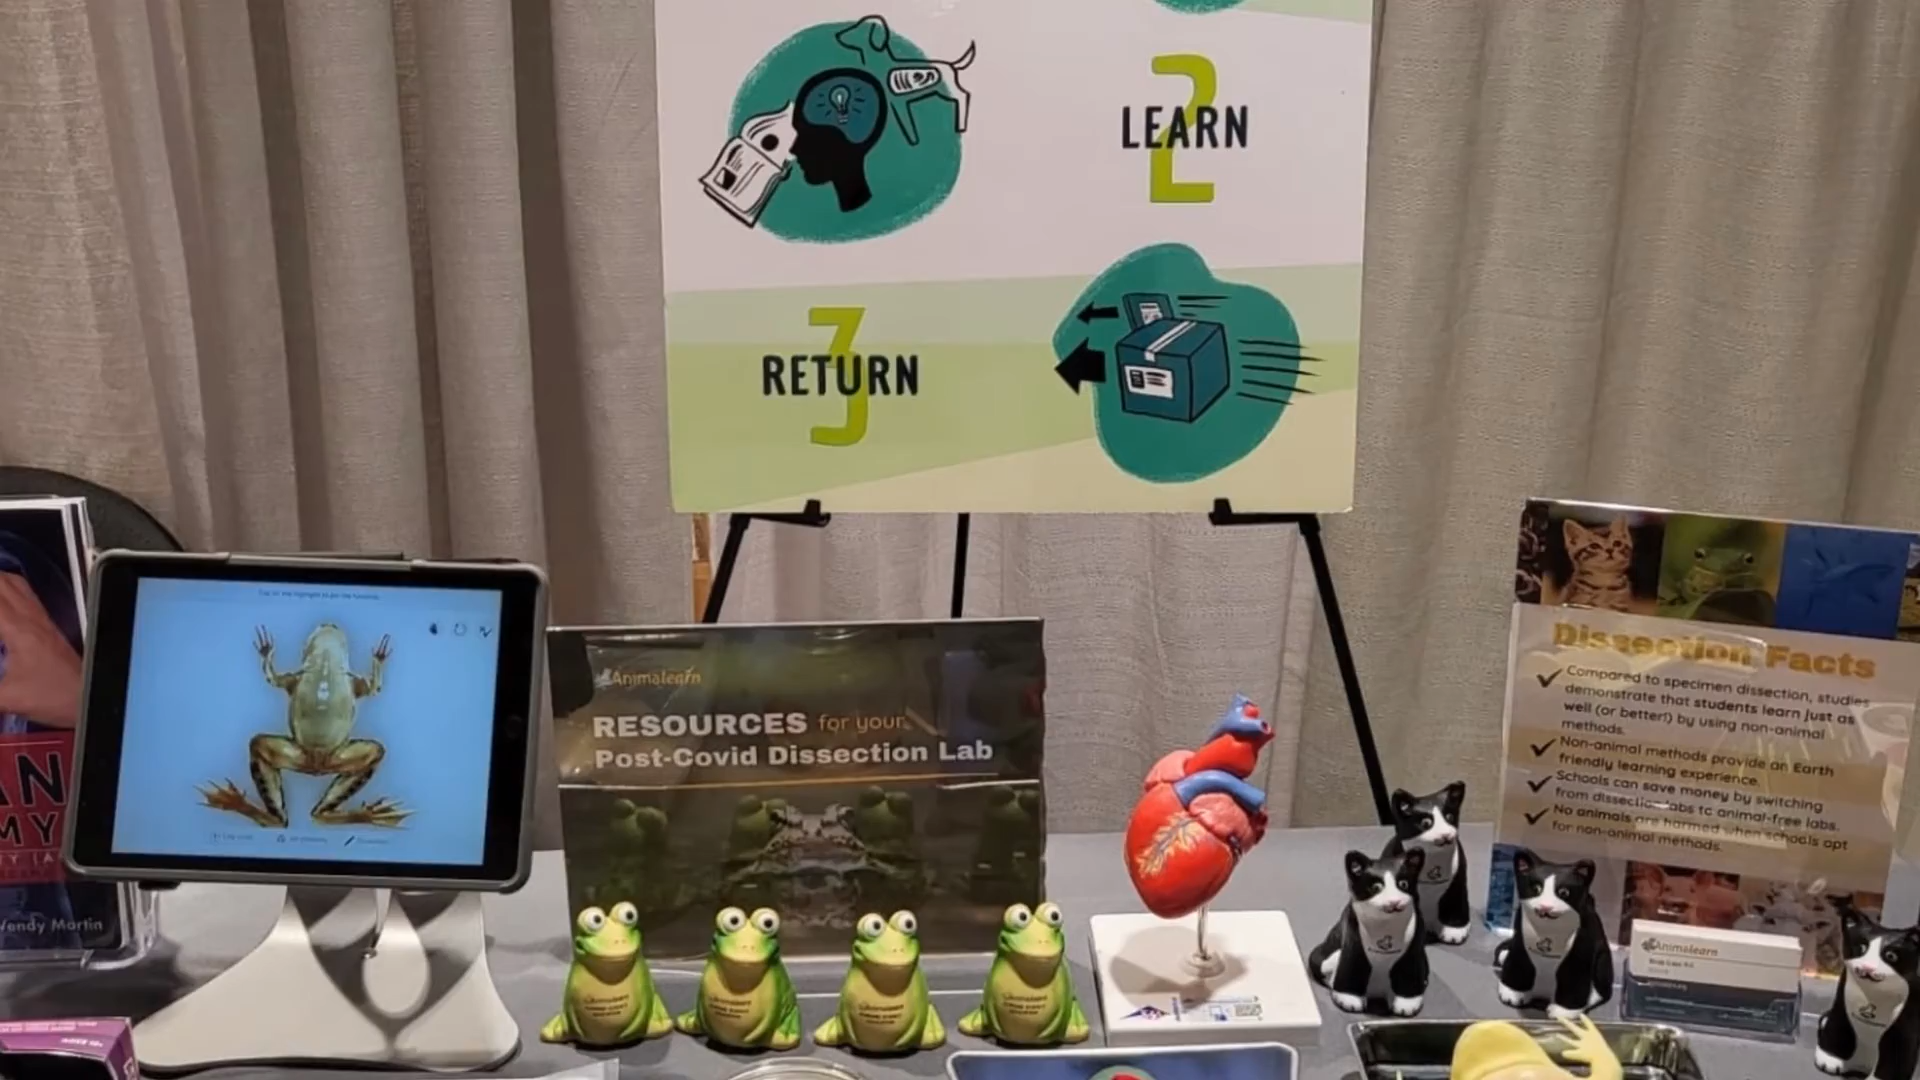 2
LEARN
3
RETURN
Animalearn
RESOURCES for your
Post-Covid Dissection Lab
Dissection Facts
Compared to specimen dissection, studies
demonstrate that students learn just as
well (or better!) by using non-animal
methods.
Non-animal methods provide an Earth
friendly learning experience.
Schools can save money by switching
from dissection labs to animal-free labs.
No animals are harmed when schools opt
for non-animal methods.
AN
MY
Wendy Martin
Animalearn